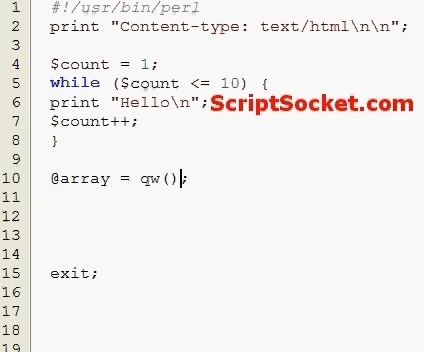 1 #!/usr/bin/perl
2 print "Content-type: text/html\n\n";
3
4 $count = 1;
5 while ($count <= 10) {
6 print "Hello\n"; ScriptSocket.com
7 $count++;
8 }
9
10 @array = qw();
11
12
13
14
15 exit;
16
17
18
19